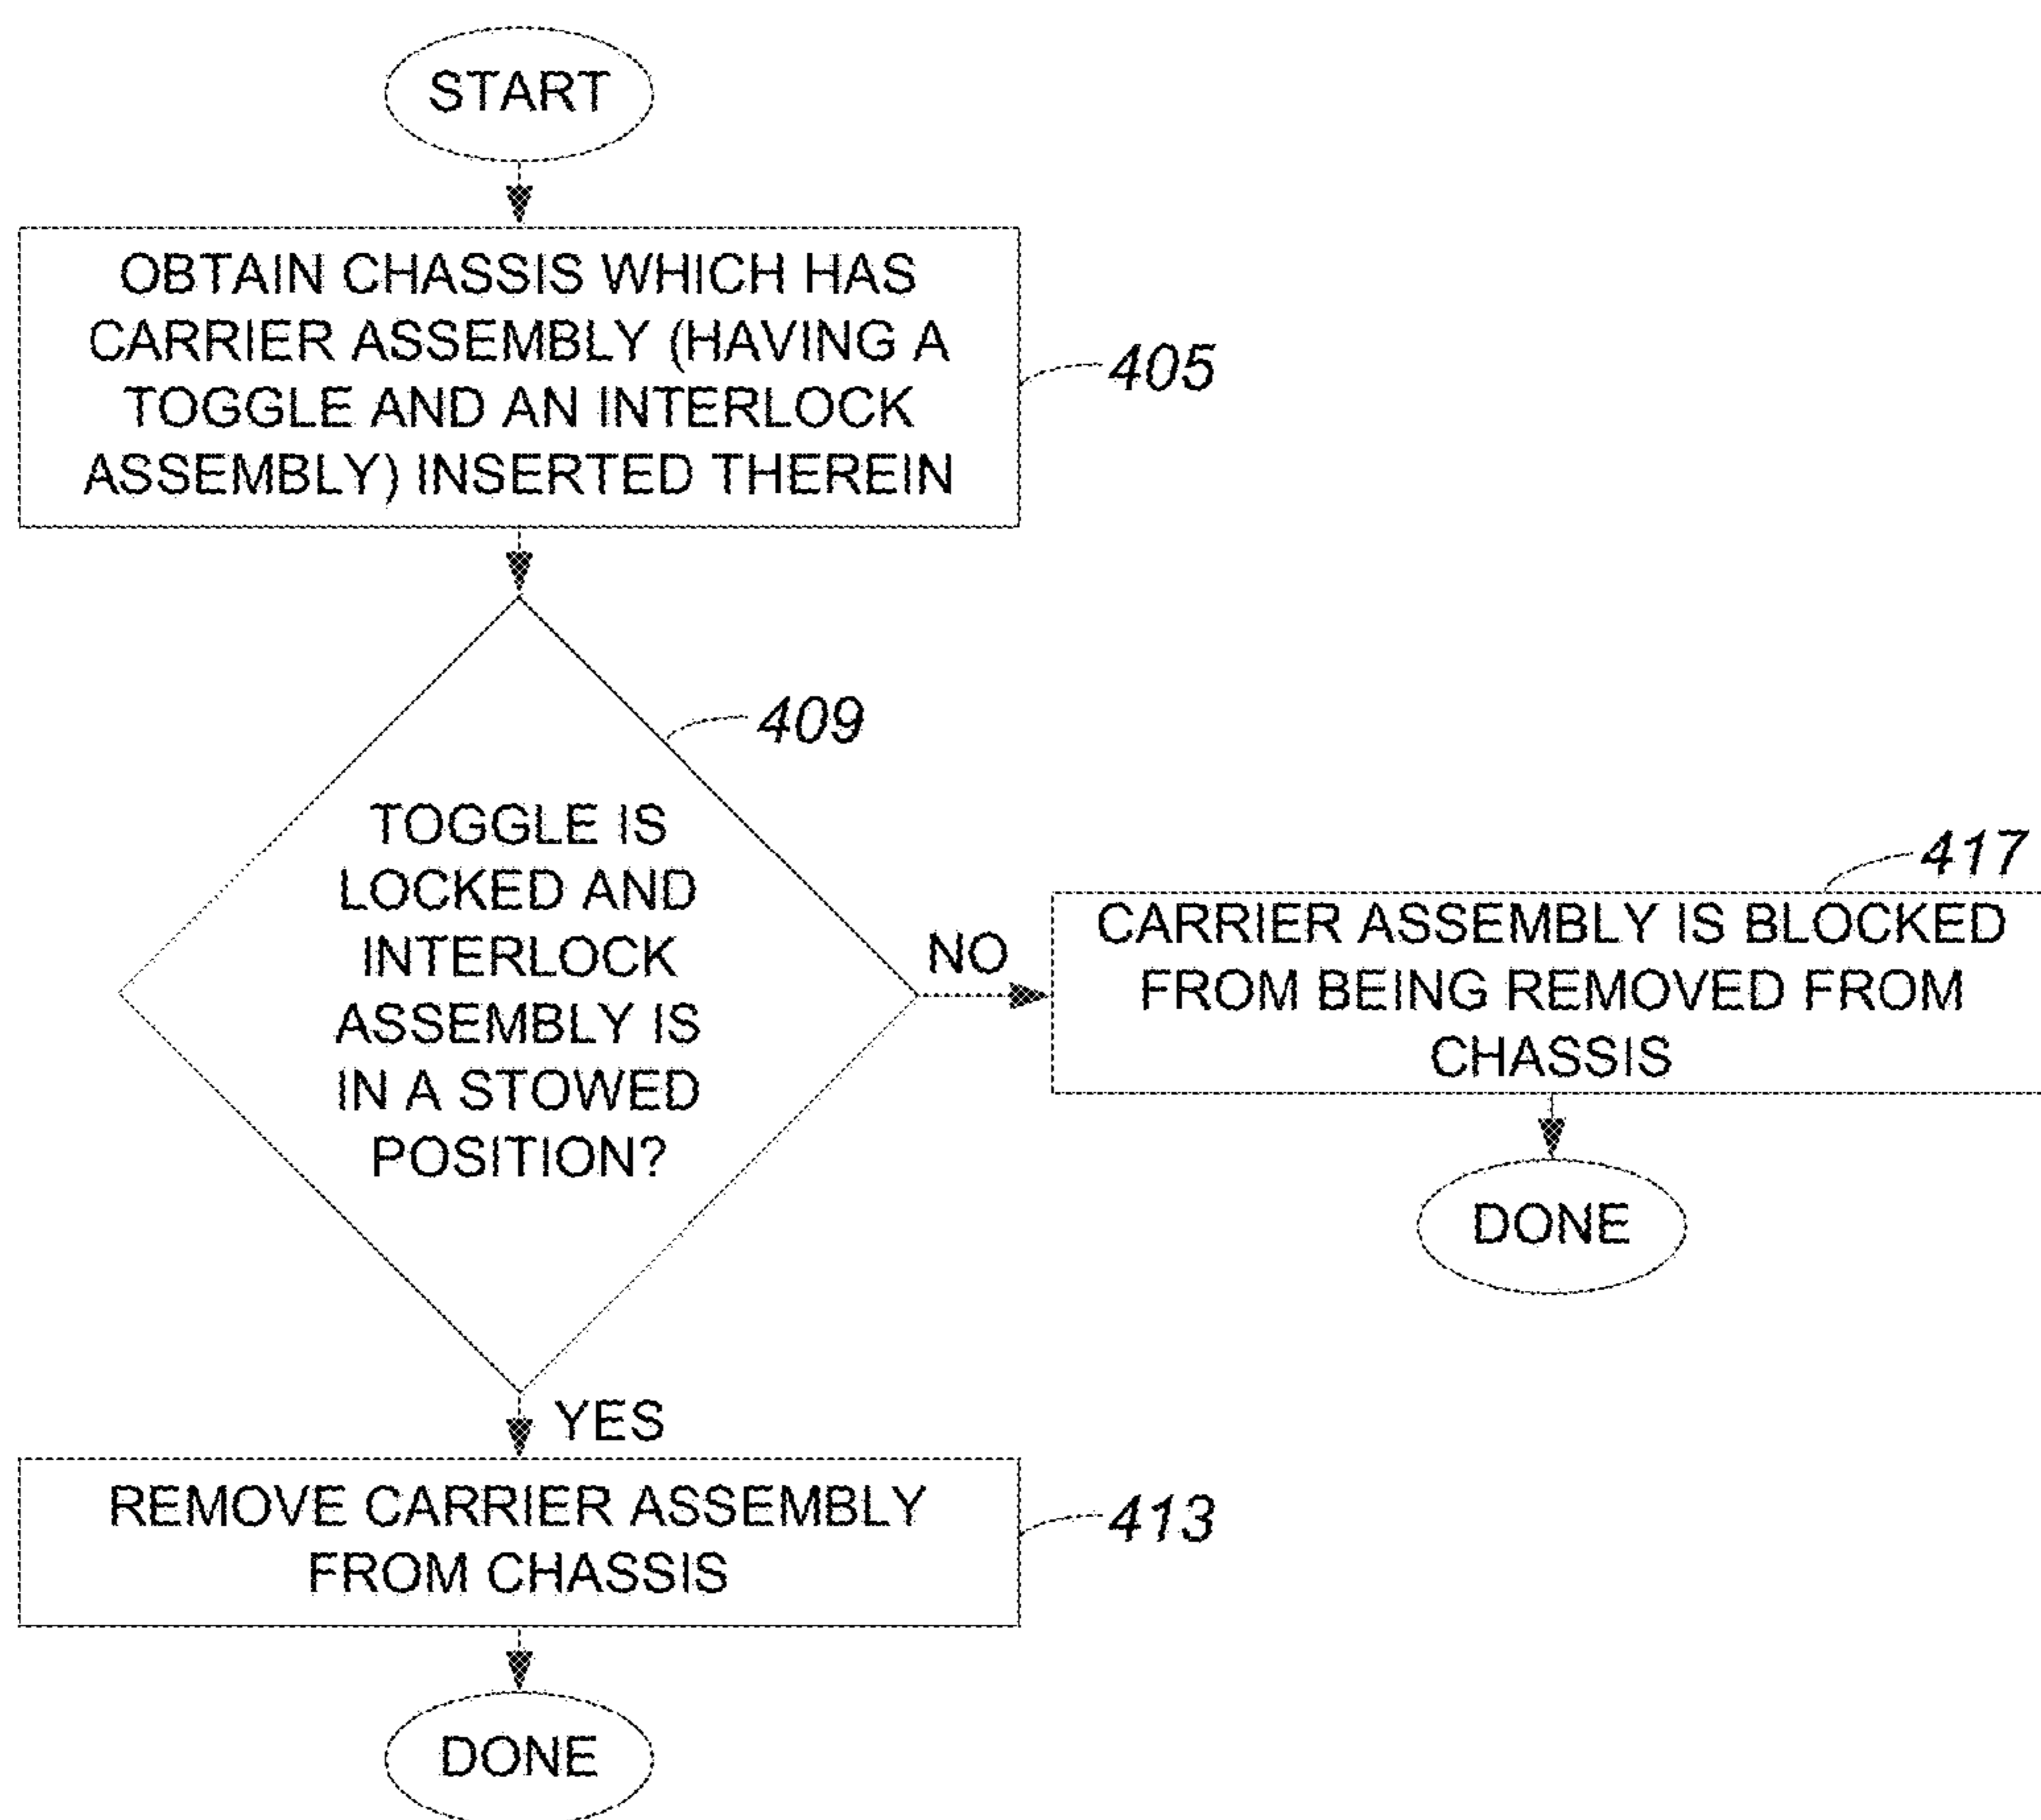 START
OBTAIN CHASSIS WHICH HAS
CARRIER ASSEMBLY (HAVING A
TOGGLE AND AN INTERLOCK
ASSEMBLY) INSERTED THEREIN
405
409
TOGGLE IS
LOCKED AND
INTERLOCK
ASSEMBLY IS
IN A STOWED
POSITION?
NO
417
CARRIER ASSEMBLY IS BLOCKED
FROM BEING REMOVED FROM
CHASSIS
DONE
YES
REMOVE CARRIER ASSEMBLY
FROM CHASSIS
413
DONE